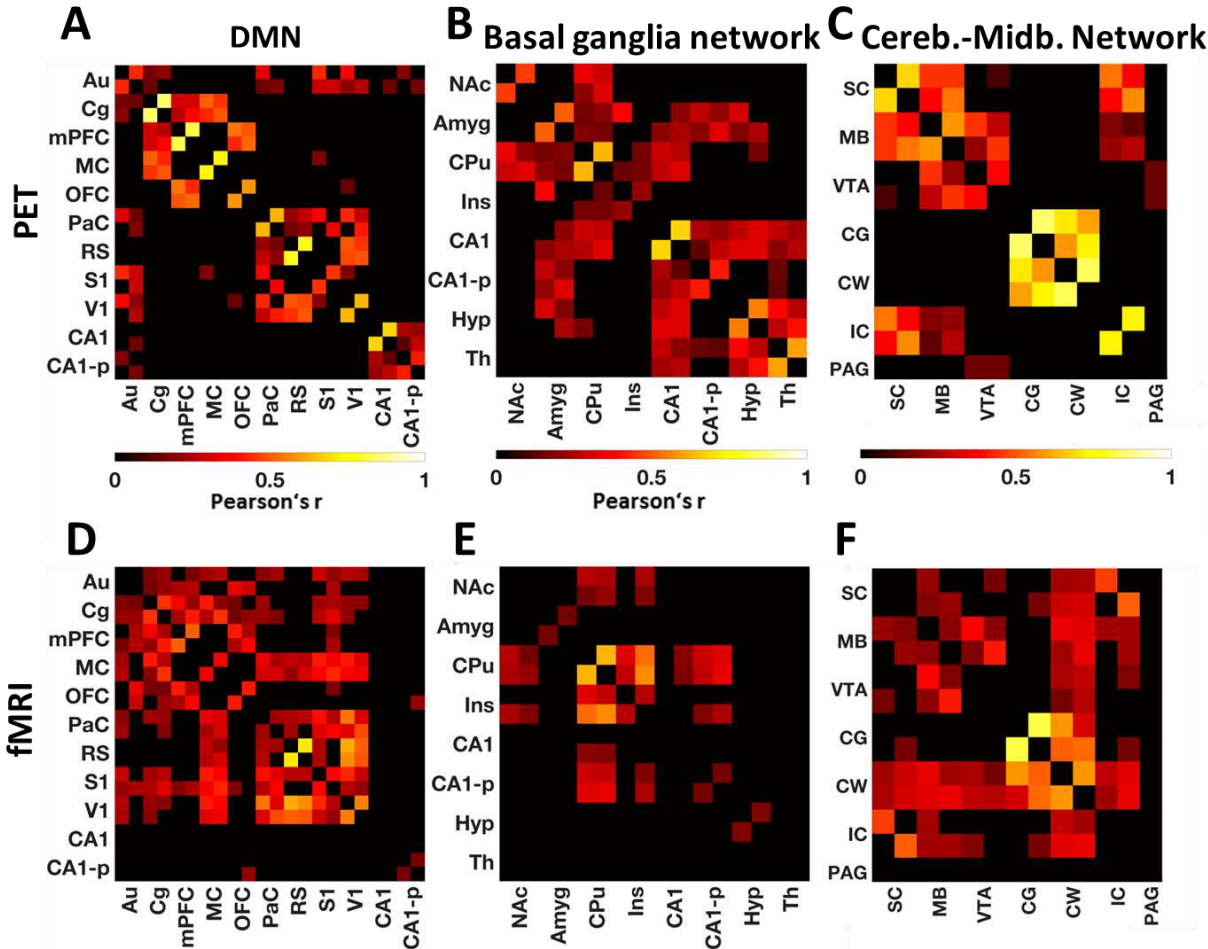 A
DMN
B
Basal ganglia network
C
Cereb.-Midb. Network
PET
Au
Cg
mPFC
MC
OFC
PaC
RS
S1
V1
CA1
CA1-p
Au
Cg
mPFC
MC
OFC
PaC
RS
S1
V1
CA1
CA1-p
0
0.5
1
Pearson‘s r
NAc
Amyg
CPu
Ins
CA1
CA1-p
Hyp
Th
NAc
Amyg
CPu
Ins
CA1
CA1-p
Hyp
Th
0
0.5
1
Pearson‘s r
SC
MB
VTA
CG
CW
IC
PAG
SC
MB
VTA
CG
CW
IC
PAG
0
0.5
1
fMRI
D
Au
Cg
mPFC
MC
OFC
PaC
RS
S1
V1
CA1
CA1-p
Au
Cg
mPFC
MC
OFC
PaC
RS
S1
V1
CA1
CA1-p
E
NAc
Amyg
CPu
Ins
CA1
CA1-p
Hyp
Th
NAc
Amyg
CPu
Ins
CA1
CA1-p
Hyp
Th
F
SC
MB
VTA
CG
CW
IC
PAG
SC
MB
VTA
CG
CW
IC
PAG